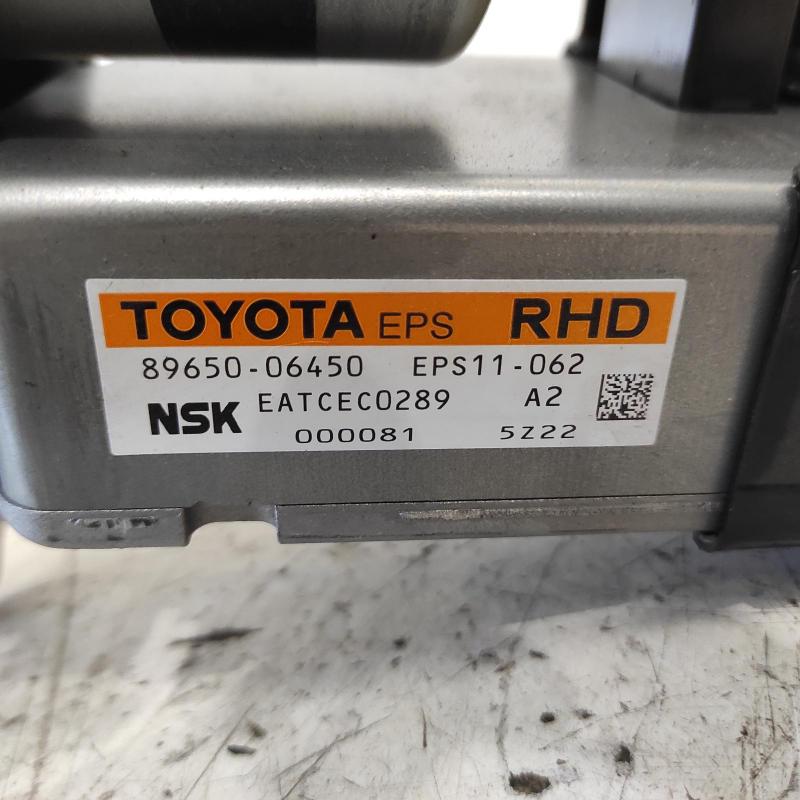 TOYOTA EPS RHD
89650-06450 EPS11-062
NSK EATCEC0289 A2
000081 5Z22